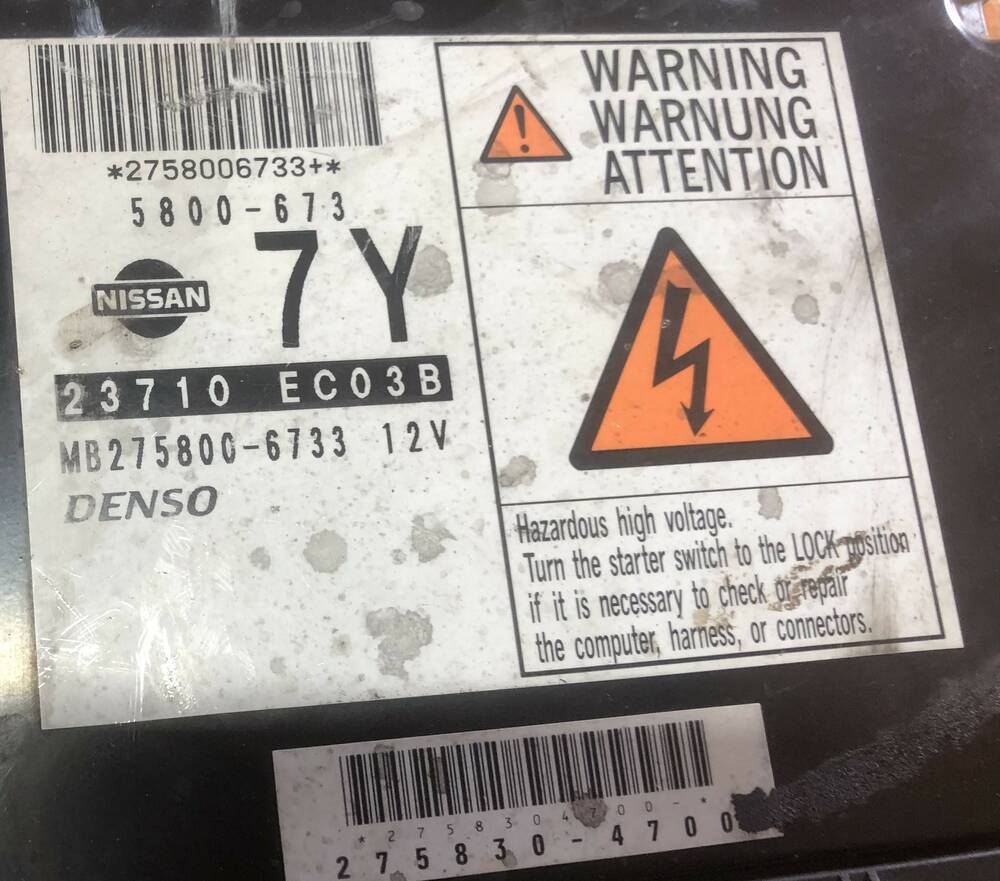 *2758006733+*
5800-673
7Y
NISSAN
23710 EC03B
MB275800-6733 12V
DENSO
WARNING
WARNUNG
ATTENTION
Hazardous high voltage.
Turn the starter switch to the LOCK position
if it is necessary to check or repair
the computer, harness, or connectors.
*2758304700-*
275830-4700